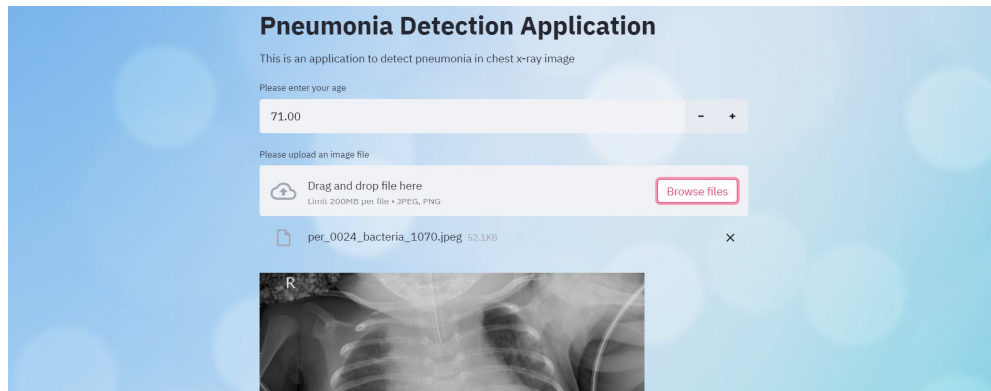 Pneumonia Detection Application
This is an application to detect pneumonia in chest x-ray image
Please enter your age
71.00
- +
Please upload an image file
Drag and drop file here
Browse files
Limit 200MB per file • JPEG, PNG
per_0024_bacteria_1070.jpeg 52.1KB
R